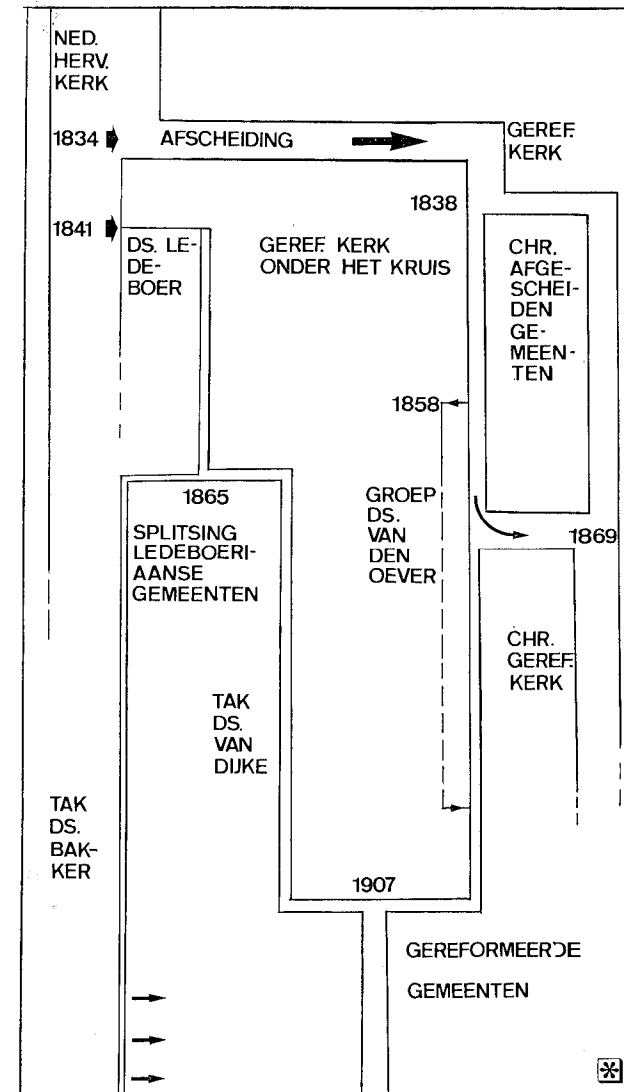 NED.
HERV.
KERK
1834
AFSCHEIDING
GEREF.
KERK
1838
1841
DS. LE-
DE-
BOER
GEREF. KERK
ONDER HET KRUIS
CHR.
AFGE-
SCHEI-
DEN
GE-
MEEN-
TEN
1858
1865
SPLITSING
LEDEBOERI-
AANSE
GEMEENTEN
GROEP
DS.
VAN
DEN
OEVER
1869
CHR.
GEREF.
KERK
TAK
DS.
VAN
DIJKE
TAK
DS.
BAK-
KER
1907
GEREFORMEERDE
GEMEENTEN